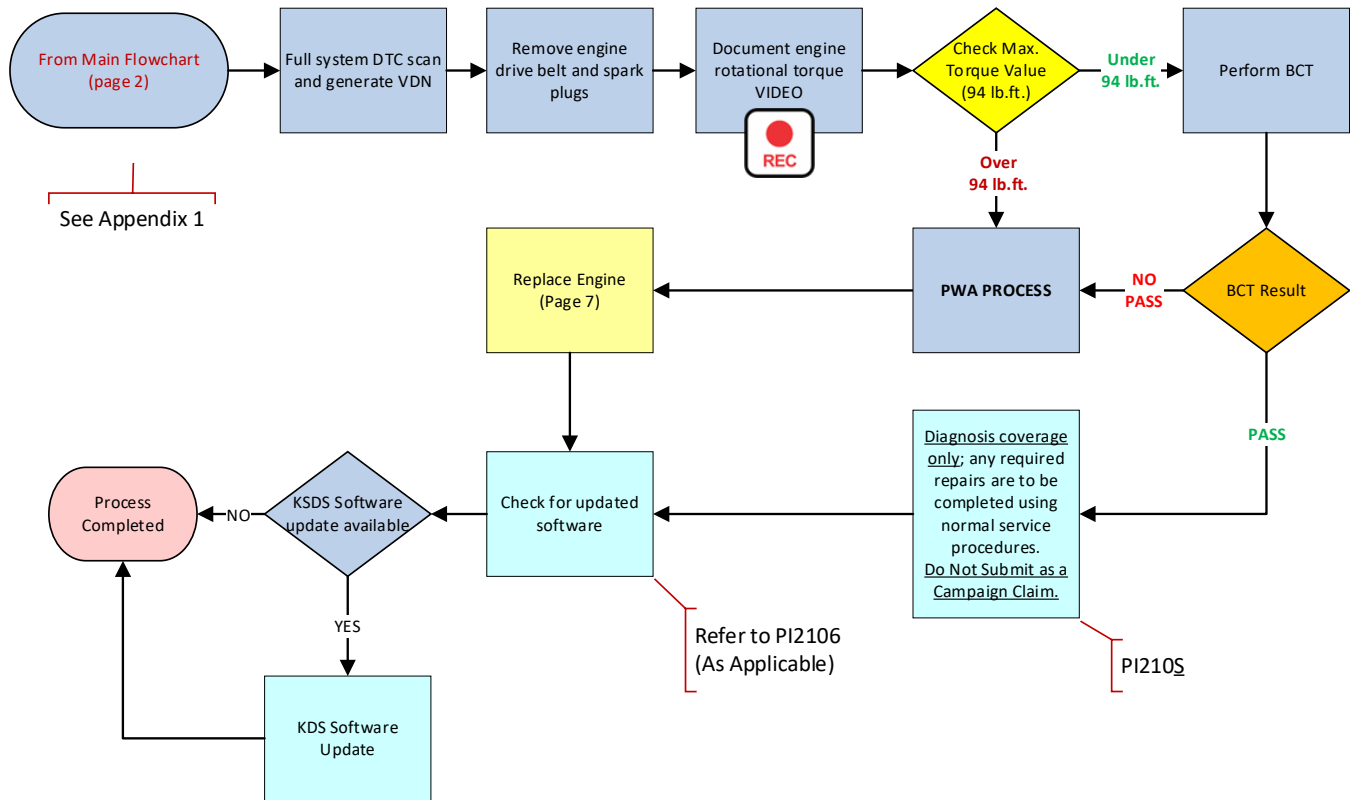 From Main Flowchart
(page 2)
Full system DTC scan
and generate VDN
Remove engine
drive belt and spark
plugs
Document engine
rotational torque
VIDEO
REC
Check Max.
Torque Value
(94 lb.ft.)
Under
94 lb.ft.
Perform BCT
See Appendix 1
Over
94 lb.ft.
Replace Engine
(Page 7)
PWA PROCESS
NO
PASS
BCT Result
PASS
Process
Completed
NO
KSDS Software
update available
Check for updated
software
Diagnosis coverage
only; any required
repairs are to be
completed using
normal service
procedures.
Do Not Submit as a
Campaign Claim.
YES
Refer to PI2106
(As Applicable)
PI210S
KDS Software
Update